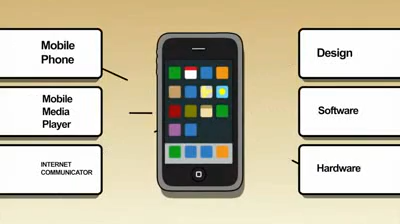 Mobile
Phone
Mobile
Media
Player
INTERNET
COMMUNICATOR
Design
Software
Hardware